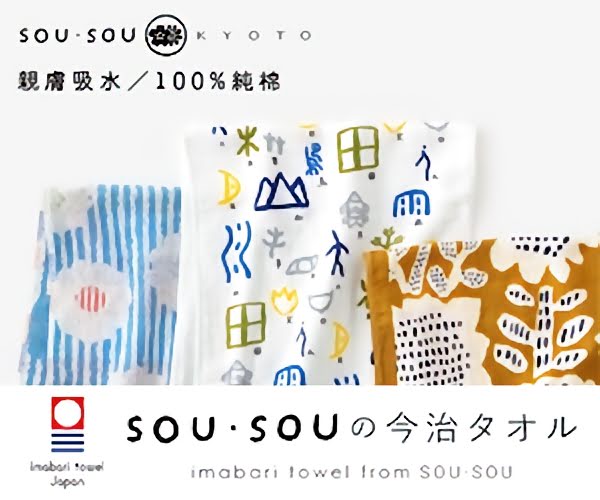 SOU·SOU KYOTO
親膚吸水／100%純棉
SOU·SOUの今治タオル
imabari towel Japan
imabari towel from SOU·SOU